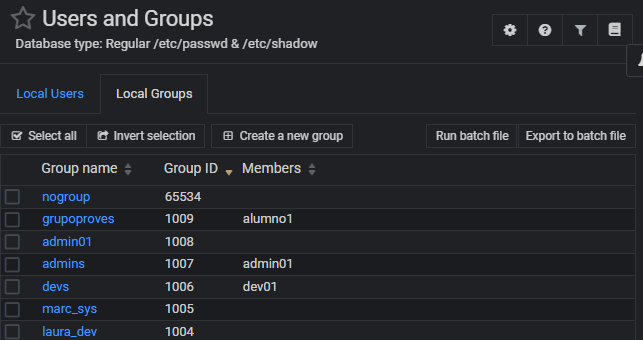 Users and Groups
Database type: Regular /etc/passwd & /etc/shadow
Local Users Local Groups
Select all Invert selection Create a new group Run batch file Export to batch file
Group name Group ID Members
nogroup 65534
grupoproves 1009 alumno1
admin01 1008
admins 1007 admin01
devs 1006 dev01
marc_sys 1005
laura_dev 1004